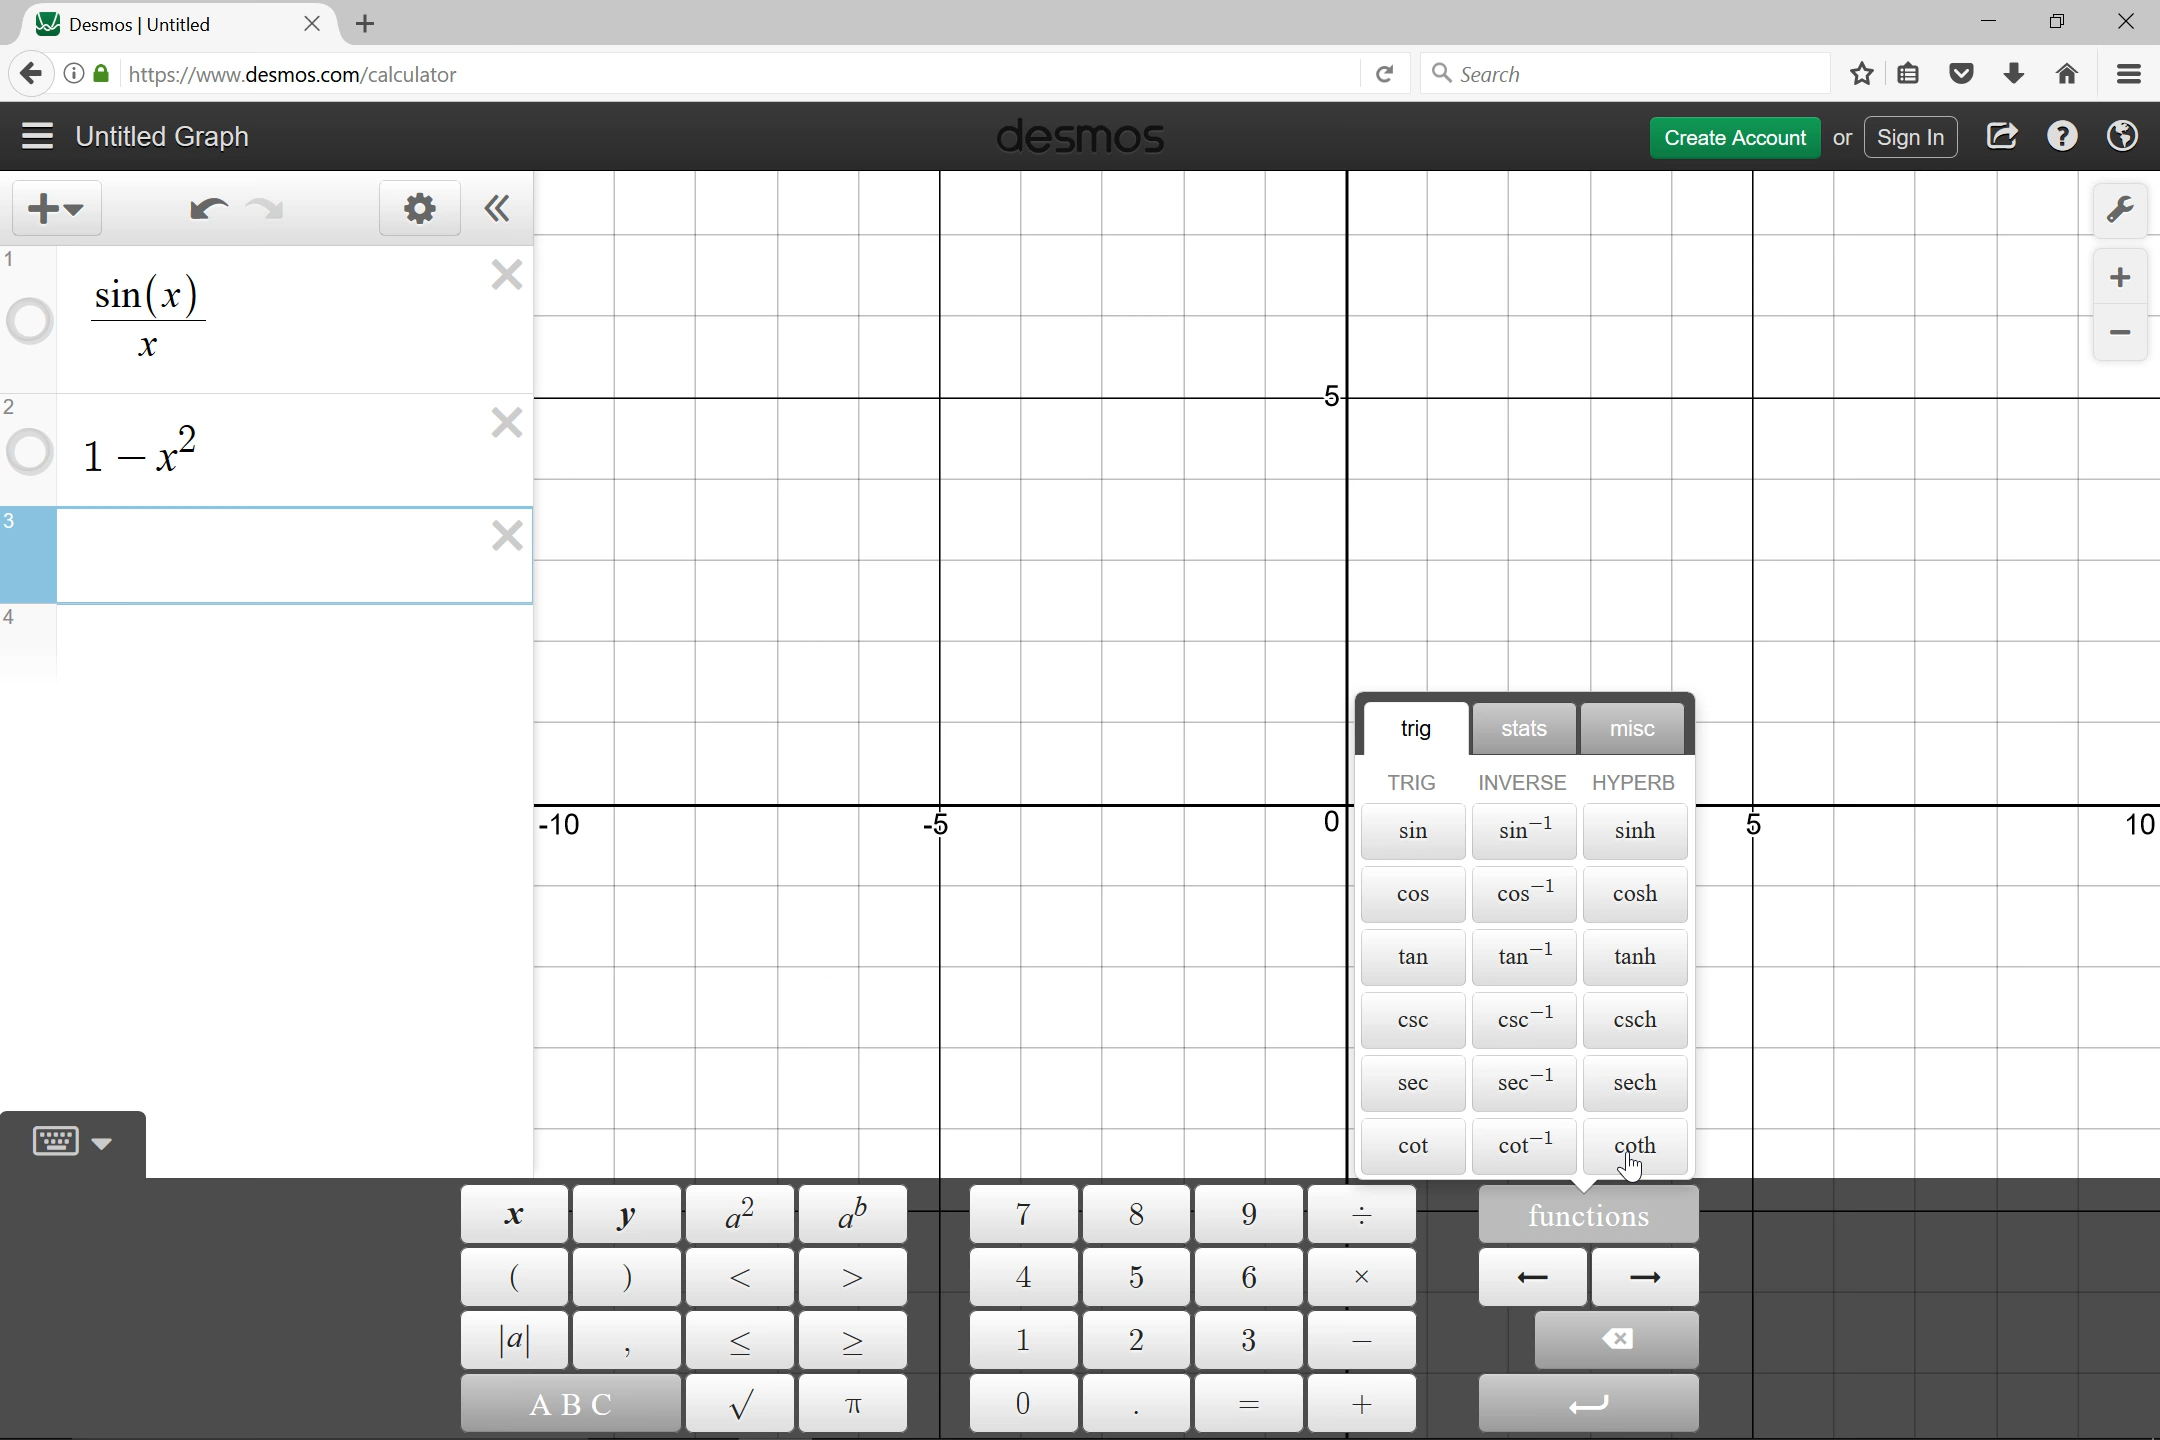 Desmos | Untitled
https://www.desmos.com/calculator
Search
Untitled Graph
desmos
Create Account or Sign In
1
sin(x)
x
2
1 − x²
3
4
5
-10 -5 0 5 10
trig stats misc
TRIG INVERSE HYPERB
sin sin⁻¹ sinh
cos cos⁻¹ cosh
tan tan⁻¹ tanh
csc csc⁻¹ csch
sec sec⁻¹ sech
cot cot⁻¹ coth
x y a² aᵇ 7 8 9 ÷ functions
( ) < > 4 5 6 × ← →
|a| , ≤ ≥ 1 2 3 −
A B C √ π 0 . = +